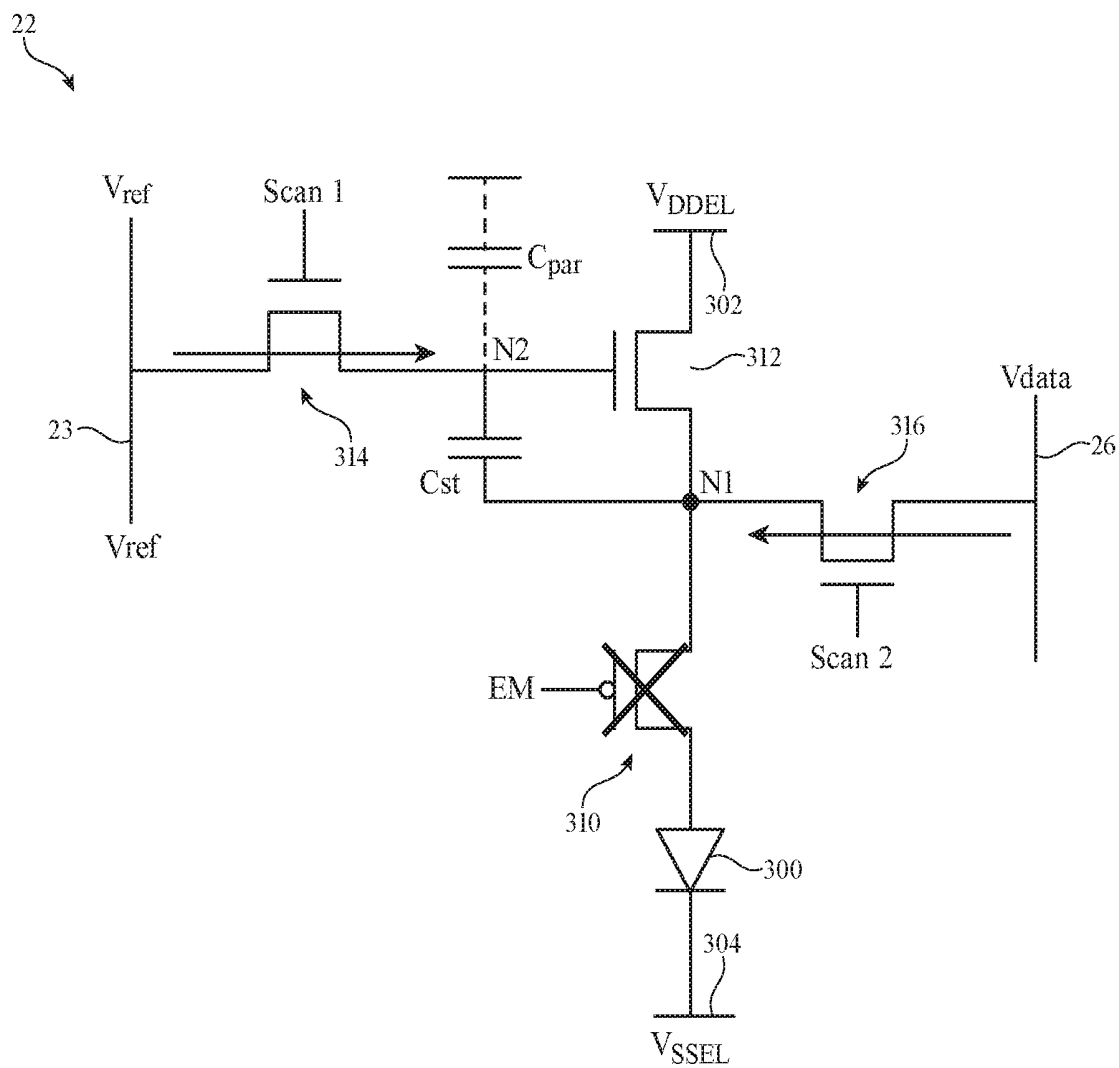 22
Vref
Scan 1
Cpar
VDDEL
302
N2
312
Vdata
23
314
Cst
N1
316
26
Vref
Scan 2
EM
310
300
304
VSSEL